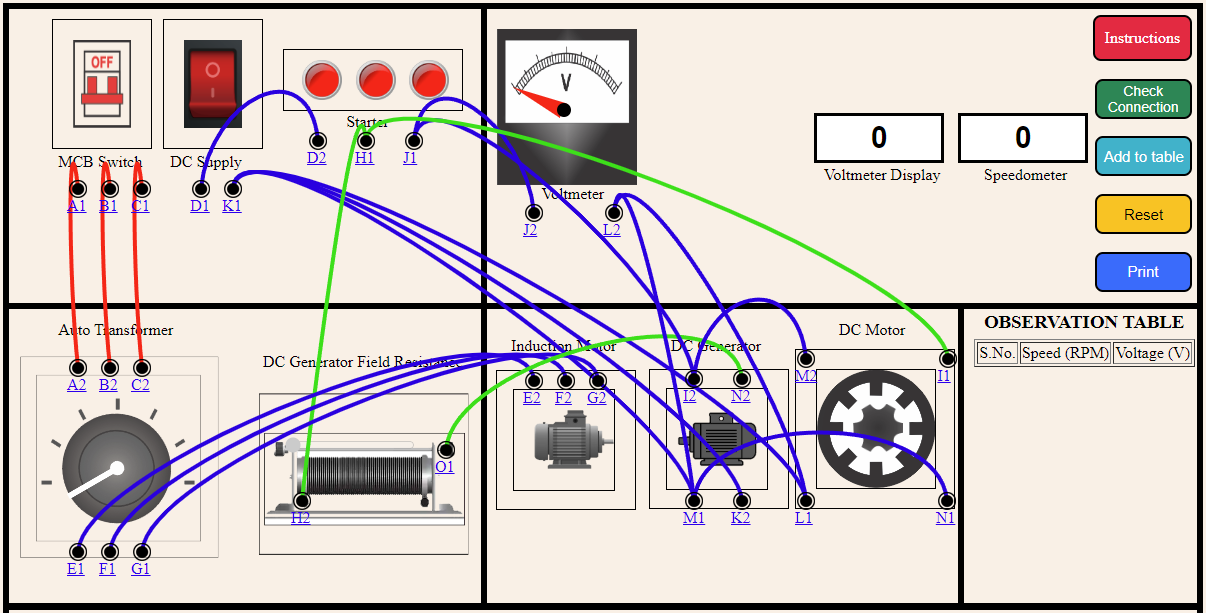 OFF
MCB Switch
A1 B1 C1
DC Supply
D1 K1
Starter
D2 H1 J1
V
Voltmeter
J2 L2
0
Voltmeter Display
0
Speedometer
Instructions
Check
Connection
Add to table
Reset
Print
Auto Transformer
A2 B2 C2
E1 F1 G1
DC Generator Field Resistance
O1
H2
Induction Motor
E2 F2 G2
DC Generator
I2 N2
M1 K2
DC Motor
M2 I1
L1 N1
OBSERVATION TABLE
S.No. Speed (RPM) Voltage (V)